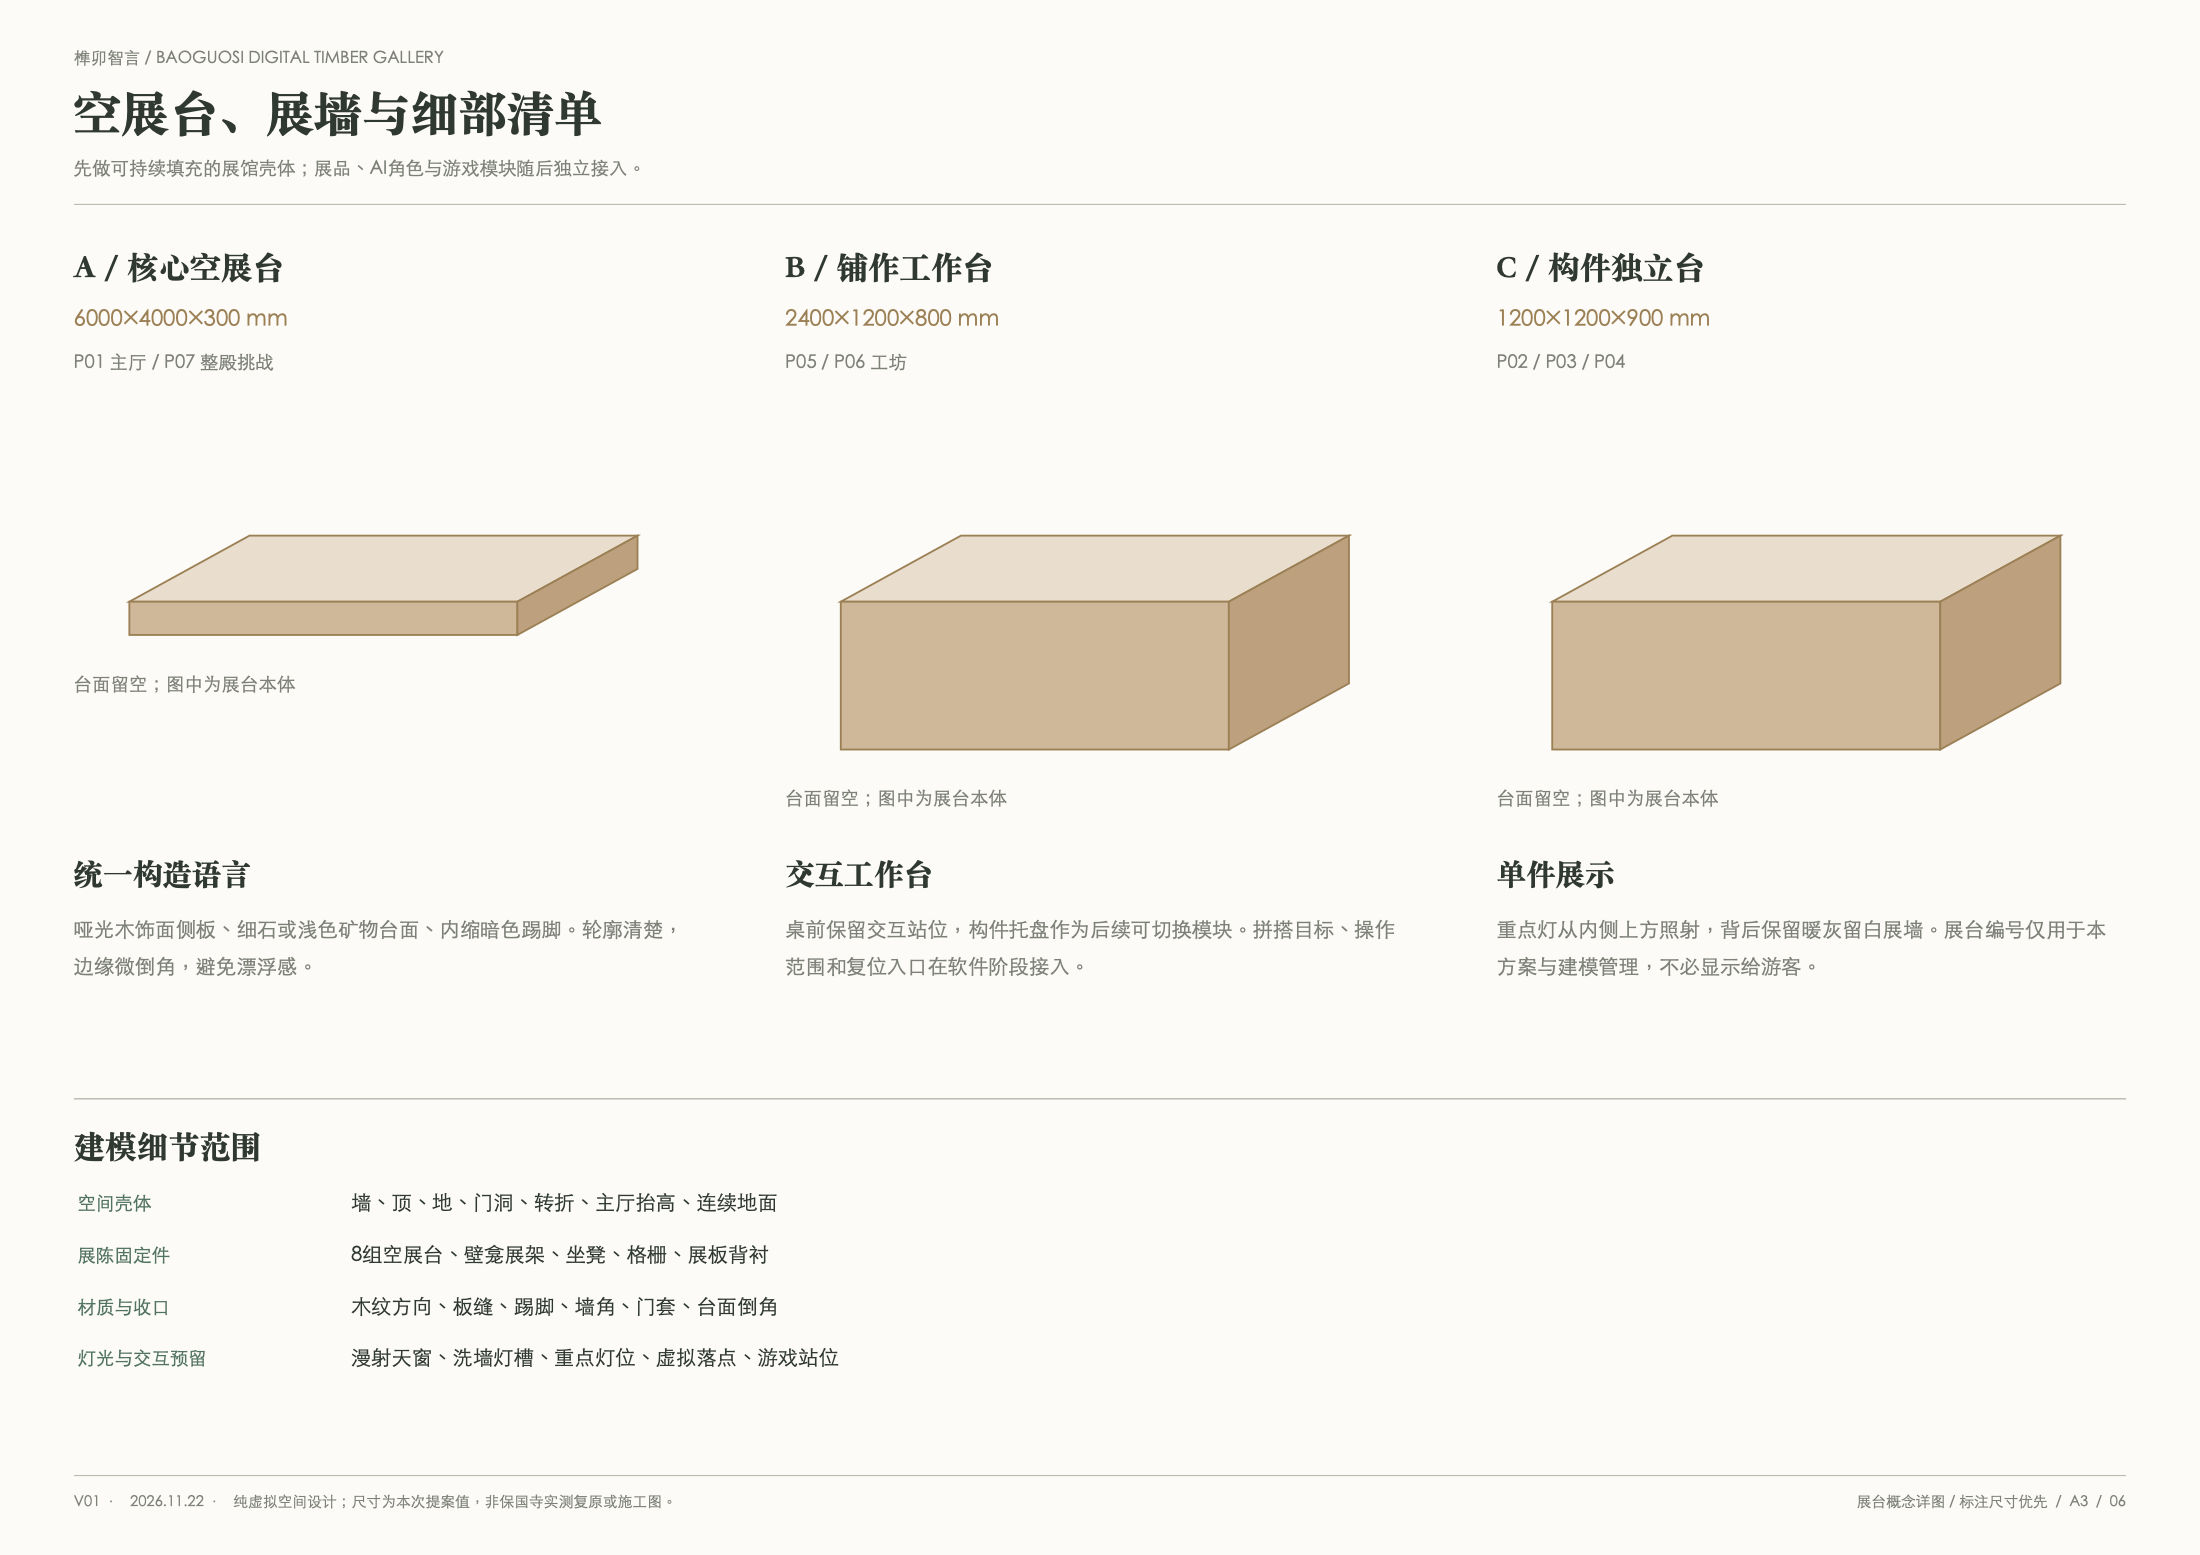 榫卯智言 / BAOGUOSI DIGITAL TIMBER GALLERY
空展台、展墙与细部清单
先做可持续填充的展馆壳体；展品、AI角色与游戏模块随后独立接入。
A / 核心空展台
6000×4000×300 mm
P01 主厅 / P07 整殿挑战
台面留空；图中为展台本体
统一构造语言
哑光木饰面侧板、细石或浅色矿物台面、内缩暗色踢脚。轮廓清楚，
边缘微倒角，避免漂浮感。
B / 铺作工作台
2400×1200×800 mm
P05 / P06 工坊
台面留空；图中为展台本体
交互工作台
桌前保留交互站位，构件托盘作为后续可切换模块。拼搭目标、操作
范围和复位入口在软件阶段接入。
C / 构件独立台
1200×1200×900 mm
P02 / P03 / P04
台面留空；图中为展台本体
单件展示
重点灯从内侧上方照射，背后保留暖灰留白展墙。展台编号仅用于本
方案与建模管理，不必显示给游客。
建模细节范围
空间壳体 墙、顶、地、门洞、转折、主厅抬高、连续地面
展陈固定件 8组空展台、壁龛展架、坐凳、格栅、展板背衬
材质与收口 木纹方向、板缝、踢脚、墙角、门套、台面倒角
灯光与交互预留 漫射天窗、洗墙灯槽、重点灯位、虚拟落点、游戏站位
V01 · 2026.11.22 · 纯虚拟空间设计；尺寸为本次提案值，非保国寺实测复原或施工图。
展台概念详图 / 标注尺寸优先 / A3 / 06